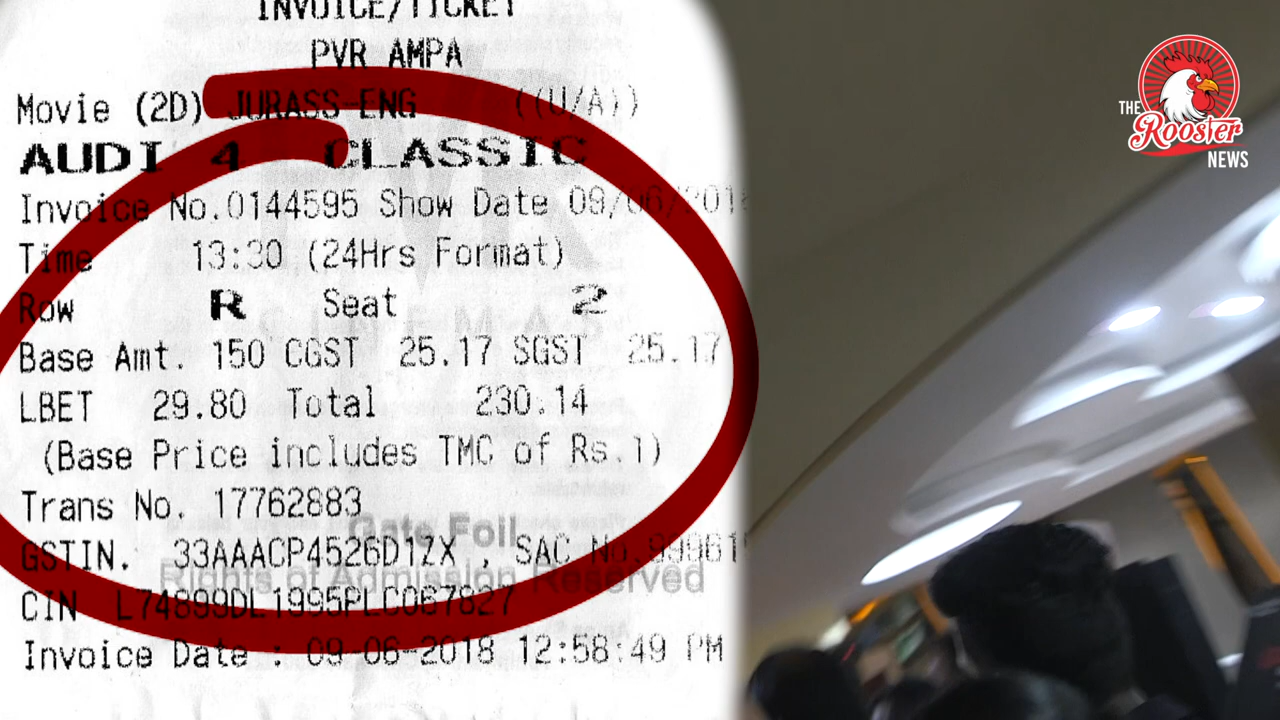 INVOICE/TICKET
PVR AMPA
Movie (2D) JURASS-ENG ((U/A))
AUDI 4 CLASSIC
Invoice No.0144595 Show Date 09/06/201
Time 13:30 (24Hrs Format)
Row R Seat 2
Base Amt. 150 CGST 25.17 SGST 25.17
LBET 29.80 Total 230.14
(Base Price includes TMC of Rs.1)
Trans No. 17762883
Gate Foil
GSTIN. 33AAACP4526D1ZX , SAC No.99961
Rights of Admission Reserved
CIN L74899DL1995PLC067827
Invoice Date : 09-06-2018 12:58:49 PM
CINEMAS
THE
Rooster
NEWS